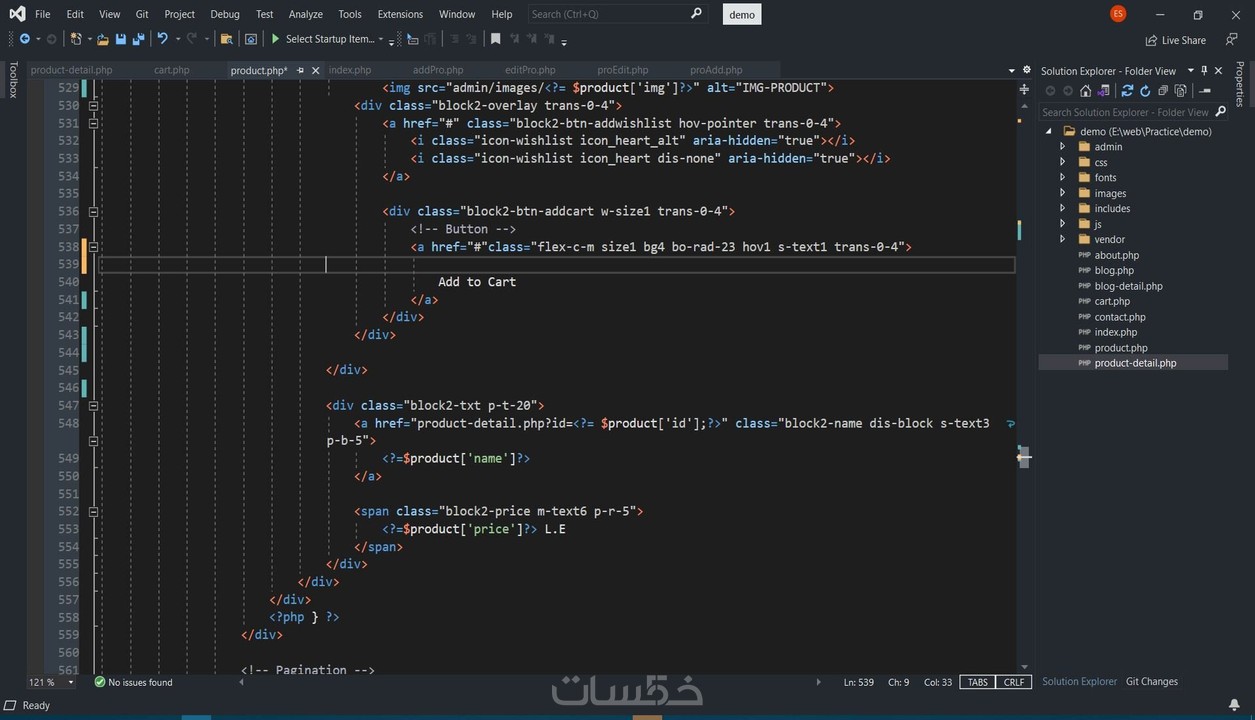 File Edit View Git Project Debug Test Analyze Tools Extensions Window Help Search (Ctrl+Q) demo ES
Select Startup Item... Live Share
Toolbox
product-detail.php cart.php product.php* index.php addPro.php editPro.php proEdit.php proAdd.php
529 <img src="admin/images/<?= $product['img']?>" alt="IMG-PRODUCT">
530 <div class="block2-overlay trans-0-4">
531 <a href="#" class="block2-btn-addwishlist hov-pointer trans-0-4">
532 <i class="icon-wishlist icon_heart_alt" aria-hidden="true"></i>
533 <i class="icon-wishlist icon_heart dis-none" aria-hidden="true"></i>
534 </a>
535
536 <div class="block2-btn-addcart w-size1 trans-0-4">
537 <!-- Button -->
538 <a href="#"class="flex-c-m size1 bg4 bo-rad-23 hov1 s-text1 trans-0-4">
539
540 Add to Cart
541 </a>
542 </div>
543 </div>
544
545 </div>
546
547 <div class="block2-txt p-t-20">
548 <a href="product-detail.php?id=<?= $product['id'];?>" class="block2-name dis-block s-text3
p-b-5">
549 <?=$product['name']?>
550 </a>
551
552 <span class="block2-price m-text6 p-r-5">
553 <?=$product['price']?> L.E
554 </span>
555 </div>
556 </div>
557 </div>
558 <?php } ?>
559 </div>
560
561 <!-- Pagination -->
121 % No issues found Ln: 539 Ch: 9 Col: 33 TABS CRLF
Solution Explorer - Folder View
Search Solution Explorer - Folder View
demo (E:\web\Practice\demo)
admin
css
fonts
images
includes
js
vendor
PHP about.php
PHP blog.php
PHP blog-detail.php
PHP cart.php
PHP contact.php
PHP index.php
PHP product.php
PHP product-detail.php
Solution Explorer Git Changes
Properties
خمسات
Ready